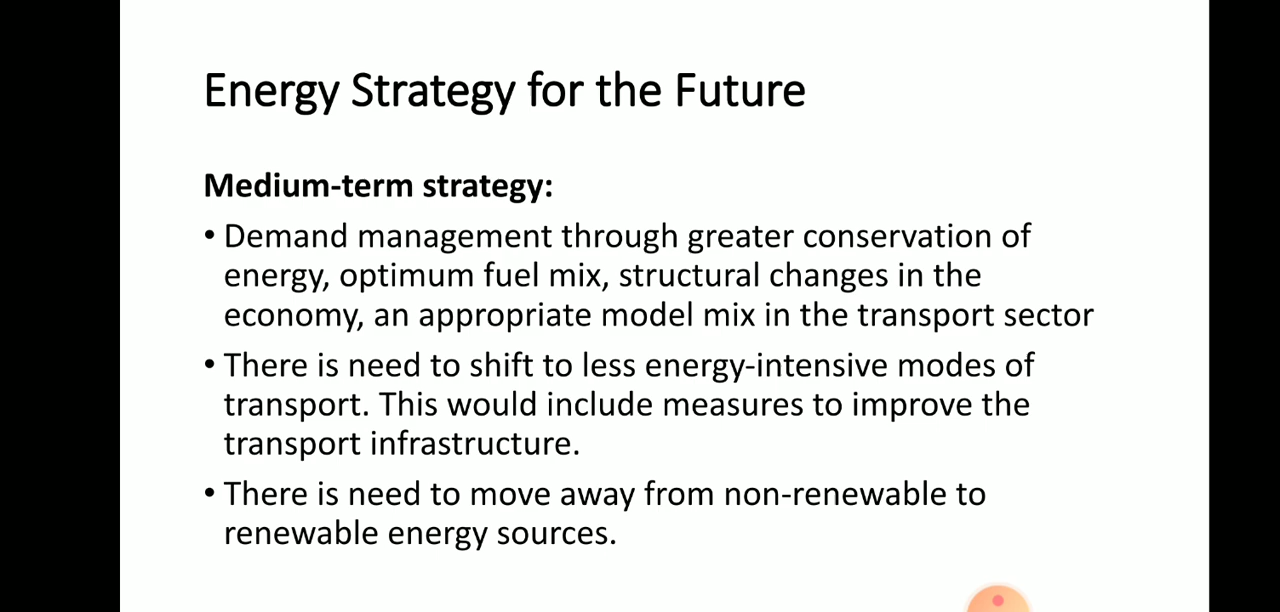 Energy Strategy for the Future
Medium-term strategy:
• Demand management through greater conservation of
energy, optimum fuel mix, structural changes in the
economy, an appropriate model mix in the transport sector
• There is need to shift to less energy-intensive modes of
transport. This would include measures to improve the
transport infrastructure.
• There is need to move away from non-renewable to
renewable energy sources.